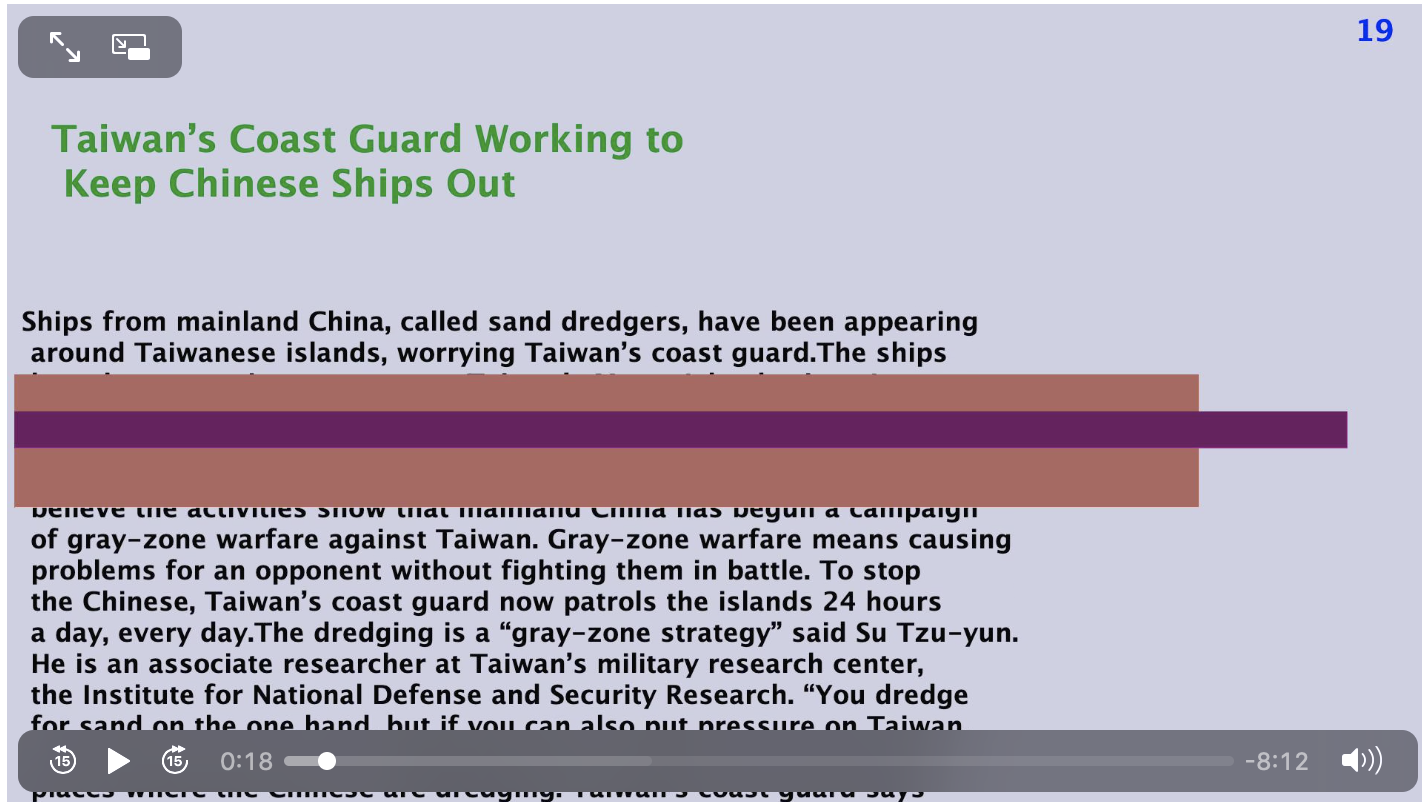 19
Taiwan’s Coast Guard Working to
Keep Chinese Ships Out
Ships from mainland China, called sand dredgers, have been appearing
around Taiwanese islands, worrying Taiwan’s coast guard.The ships
believe the activities show that mainland China has begun a campaign
of gray-zone warfare against Taiwan. Gray-zone warfare means causing
problems for an opponent without fighting them in battle. To stop
the Chinese, Taiwan’s coast guard now patrols the islands 24 hours
a day, every day.The dredging is a “gray-zone strategy” said Su Tzu-yun.
He is an associate researcher at Taiwan’s military research center,
the Institute for National Defense and Security Research. “You dredge
for sand on the one hand, but if you can also put pressure on Taiwan
15
15
0:18
-8:12
places where the Chinese are dredging. Taiwan’s coast guard says